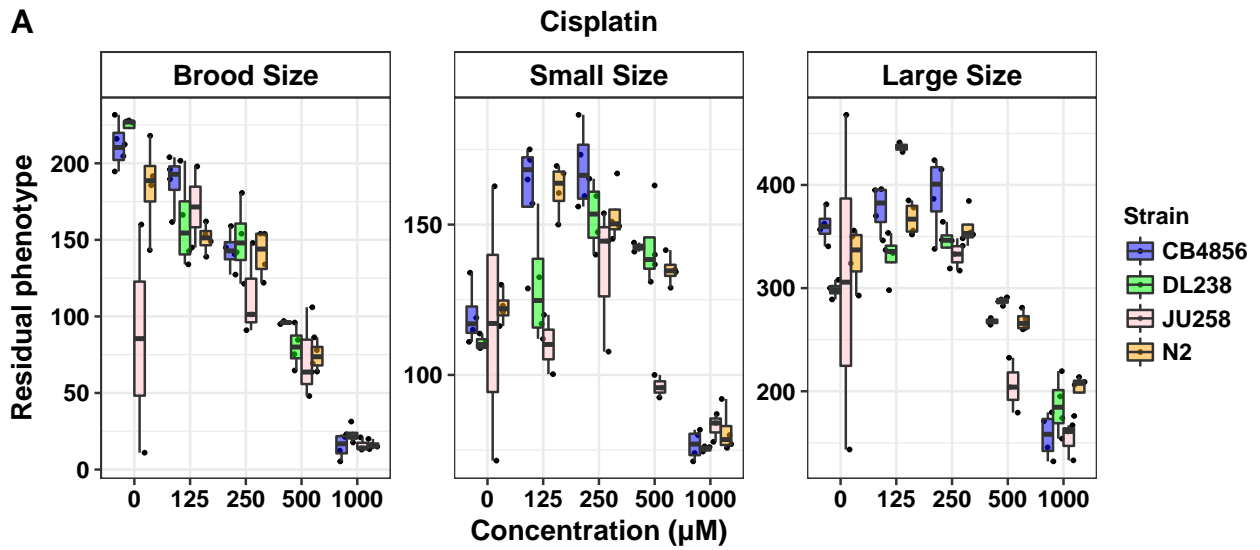 A
Cisplatin
Brood Size
Small Size
Large Size
Residual phenotype
200
150
100
50
0
0 125 250 500 1000
150
100
0 125 250 500 1000
400
300
200
0 125 250 500 1000
Concentration (µM)
Strain
CB4856
DL238
JU258
N2